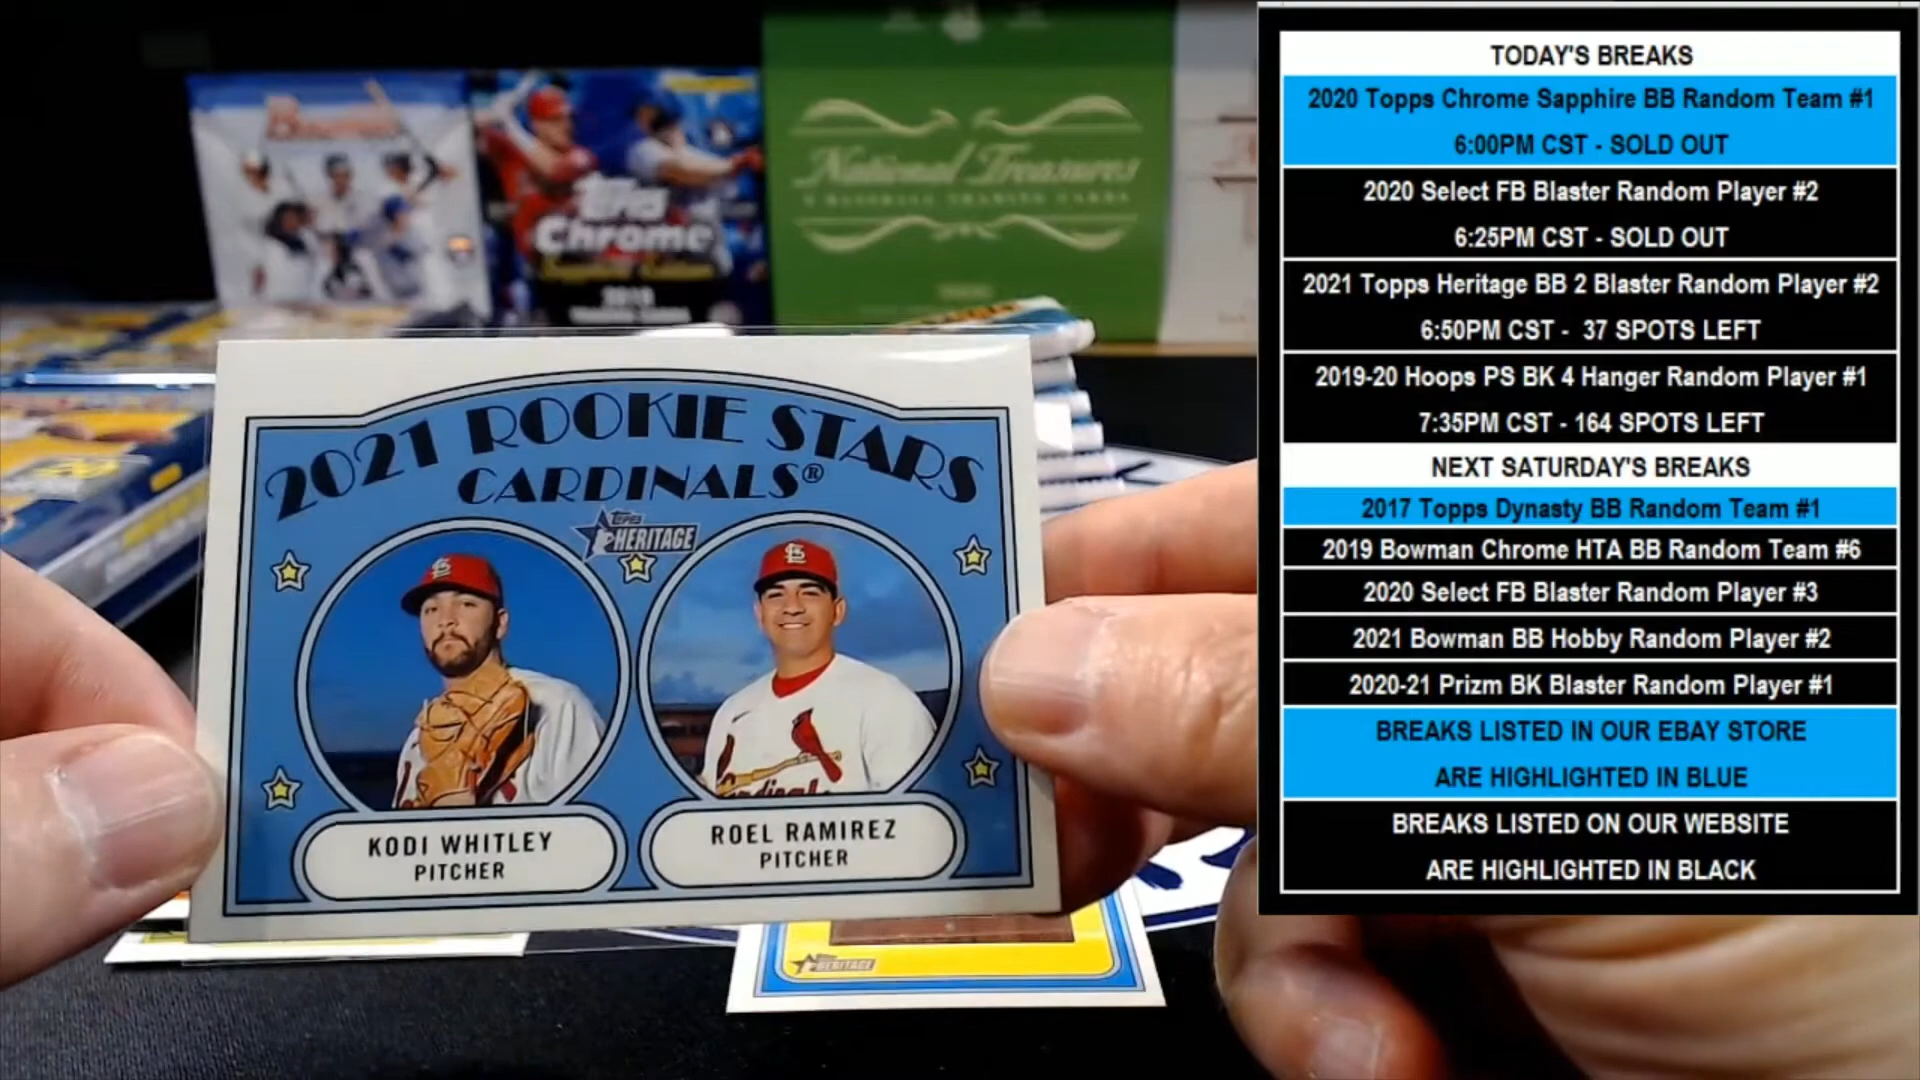 Bowman
Topps
Chrome
National Treasures
BASEBALL TRADING CARDS
2021 ROOKIE STARS
CARDINALS®
Topps
HERITAGE
Cardinals
KODI WHITLEY
PITCHER
ROEL RAMIREZ
PITCHER
HERITAGE
TODAY'S BREAKS
2020 Topps Chrome Sapphire BB Random Team #1
6:00PM CST - SOLD OUT
2020 Select FB Blaster Random Player #2
6:25PM CST - SOLD OUT
2021 Topps Heritage BB 2 Blaster Random Player #2
6:50PM CST - 37 SPOTS LEFT
2019-20 Hoops PS BK 4 Hanger Random Player #1
7:35PM CST - 164 SPOTS LEFT
NEXT SATURDAY'S BREAKS
2017 Topps Dynasty BB Random Team #1
2019 Bowman Chrome HTA BB Random Team #6
2020 Select FB Blaster Random Player #3
2021 Bowman BB Hobby Random Player #2
2020-21 Prizm BK Blaster Random Player #1
BREAKS LISTED IN OUR EBAY STORE
ARE HIGHLIGHTED IN BLUE
BREAKS LISTED ON OUR WEBSITE
ARE HIGHLIGHTED IN BLACK